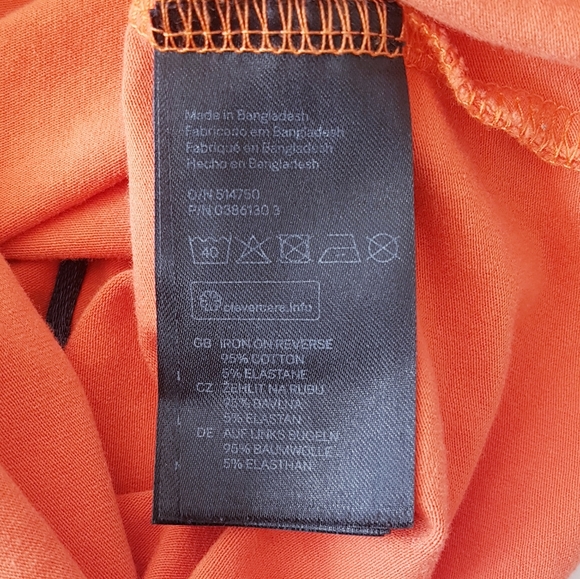 Made in Bangladesh
Fabricado em Bangladesh
Fabriqué en Bangladesh
Hecho en Bangladesh
O/N 514750
P/N 0386130 3
40
clevercare.info
GB IRON ON REVERSE
95% COTTON
5% ELASTANE
CZ ŽEHLIT NA RUBU
95% BAVLNA
5% ELASTAN
DE AUF LINKS BÜGELN
95% BAUMWOLLE
5% ELASTHAN